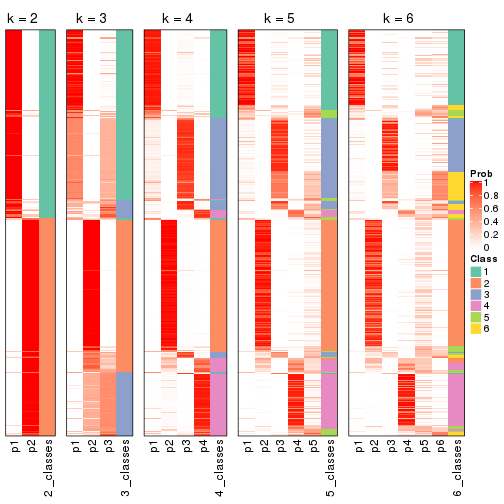 k = 2
k = 3
k = 4
k = 5
k = 6
p1
p2
2_classes
p1
p2
p3
3_classes
p1
p2
p3
p4
4_classes
p1
p2
p3
p4
p5
5_classes
p1
p2
p3
p4
p5
p6
6_classes
Prob
1
0.8
0.6
0.4
0.2
0
Class
1
2
3
4
5
6